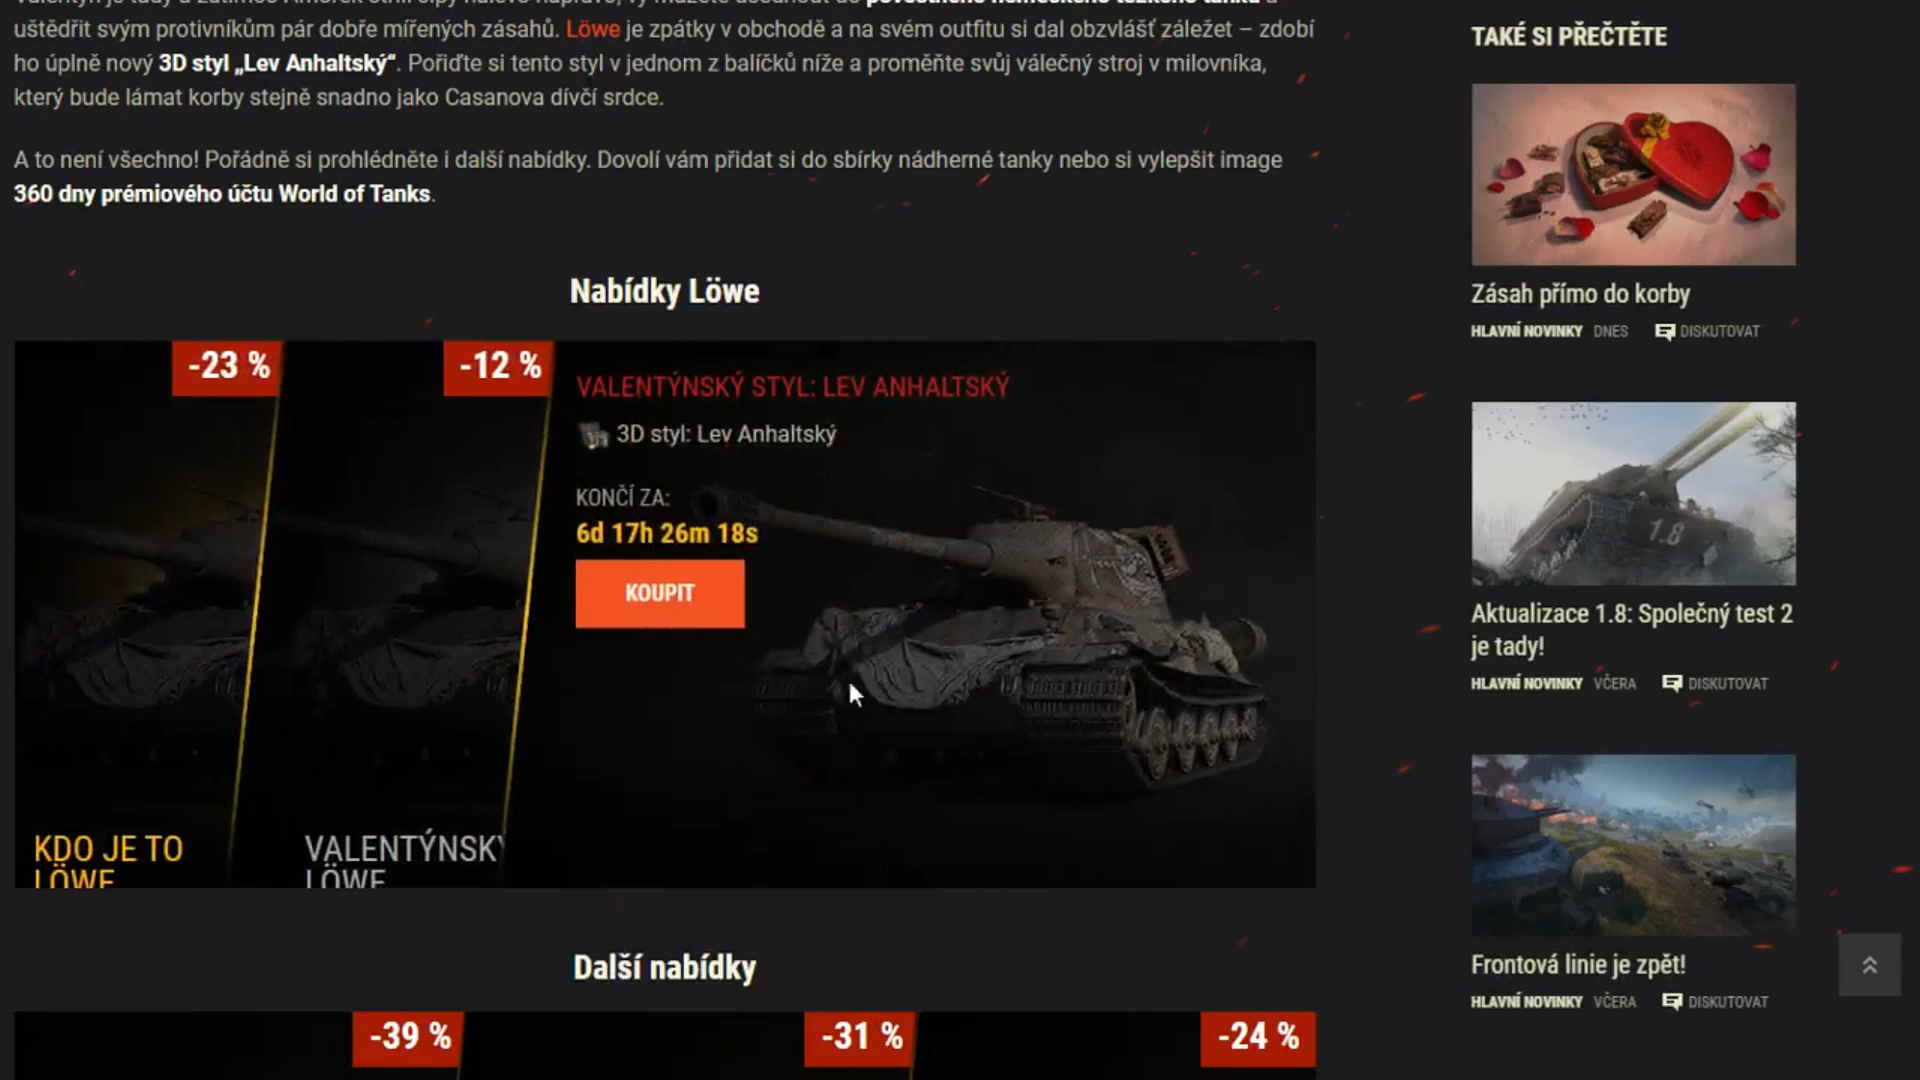 uštědřit svým protivníkům pár dobře mířených zásahů. Löwe je zpátky v obchodě a na svém outfitu si dal obzvlášť záležet – zdobí
ho úplně nový 3D styl „Lev Anhaltský“. Pořiďte si tento styl v jednom z balíčků níže a proměňte svůj válečný stroj v milovníka,
který bude lámat korby stejně snadno jako Casanova dívčí srdce.
A to není všechno! Pořádně si prohlédněte i další nabídky. Dovolí vám přidat si do sbírky nádherné tanky nebo si vylepšit image
360 dny prémiového účtu World of Tanks.
Nabídky Löwe
-23 %
-12 %
VALENTÝNSKÝ STYL: LEV ANHALTSKÝ
3D styl: Lev Anhaltský
KONČÍ ZA:
6d 17h 26m 18s
KOUPIT
KDO JE TO
LÖWE
VALENTÝNSKÝ
LÖWE
Další nabídky
-39 %
-31 %
-24 %
TAKÉ SI PŘEČTĚTE
Zásah přímo do korby
HLAVNÍ NOVINKY DNES DISKUTOVAT
1.8
Aktualizace 1.8: Společný test 2
je tady!
HLAVNÍ NOVINKY VČERA DISKUTOVAT
Frontová linie je zpět!
HLAVNÍ NOVINKY VČERA DISKUTOVAT